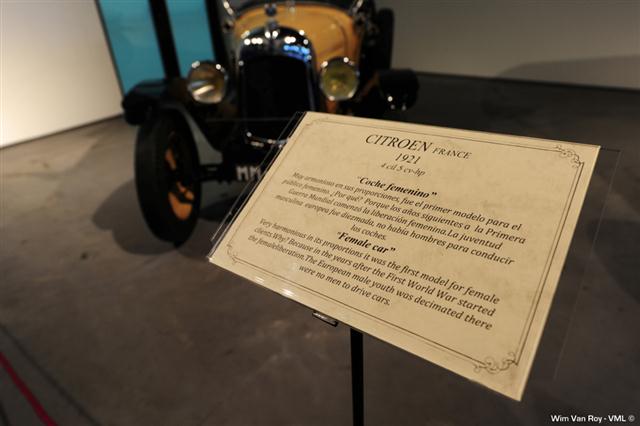 MM
CITROEN FRANCE
1921
4 cil 5 cv-hp
"Coche femenino"
Muy armonioso en sus proporciones, fue el primer modelo para el
público femenino ¿Por qué? Porque los años siguientes a la Primera
Guerra Mundial comenzó la liberación femenina.La juventud
masculina europea fue diezmada, no había hombres para conducir
los coches.
"Female car"
Very harmonious in its proportions it was the first model for female
clients.Why? Because in the years after the First World War started
the femaleliberation.The European male youth was decimated there
were no men to drive cars.
Wim Van Roy - VML ©